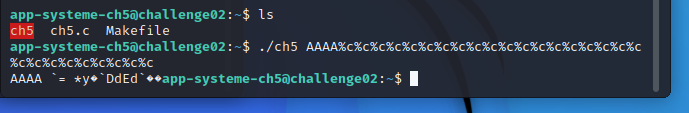 app-systeme-ch5@challenge02:~$ ls
ch5  ch5.c  Makefile
app-systeme-ch5@challenge02:~$ ./ch5 AAAA%c%c%c%c%c%c%c%c%c%c%c%c%c%c%c%c%c%c%c%c
%c%c%c%c%c%c%c%c%c
AAAA `= *y�`DdEd`��app-systeme-ch5@challenge02:~$